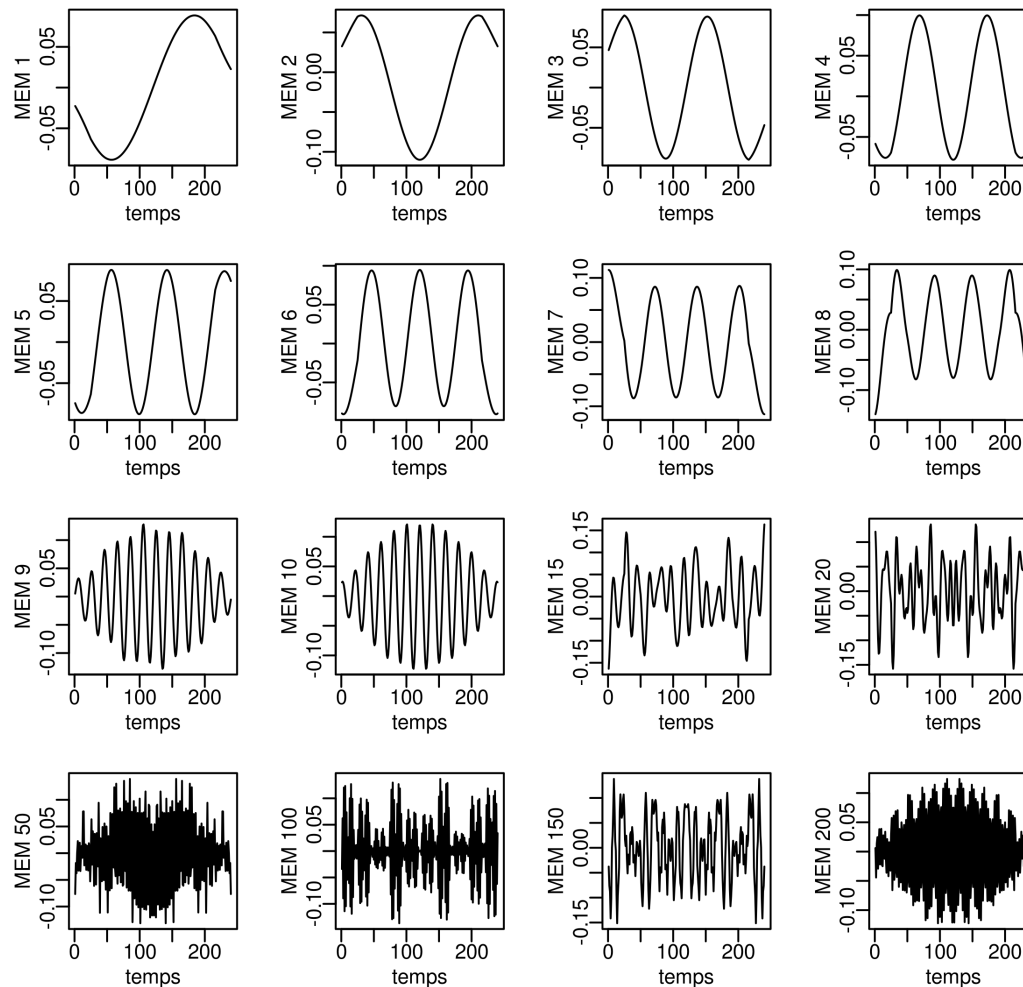 MEM 1
-0.05 0.05
0 100 200
temps
MEM 2
-0.10 0.00
0 100 200
temps
MEM 3
-0.05 0.05
0 100 200
temps
MEM 4
-0.05 0.05
0 100 200
temps
MEM 5
-0.05 0.05
0 100 200
temps
MEM 6
-0.05 0.05
0 100 200
temps
MEM 7
-0.10 0.00 0.10
0 100 200
temps
MEM 8
-0.10 0.00 0.10
0 100 200
temps
MEM 9
-0.10 0.05
0 100 200
temps
MEM 10
-0.10 0.05
0 100 200
temps
MEM 15
-0.15 0.00 0.15
0 100 200
temps
MEM 20
-0.15 0.00
0 100 200
temps
MEM 50
-0.10 0.05
0 100 200
temps
MEM 100
-0.10 0.05
0 100 200
temps
MEM 150
-0.15 0.00
0 100 200
temps
MEM 200
-0.10 0.05
0 100 200
temps